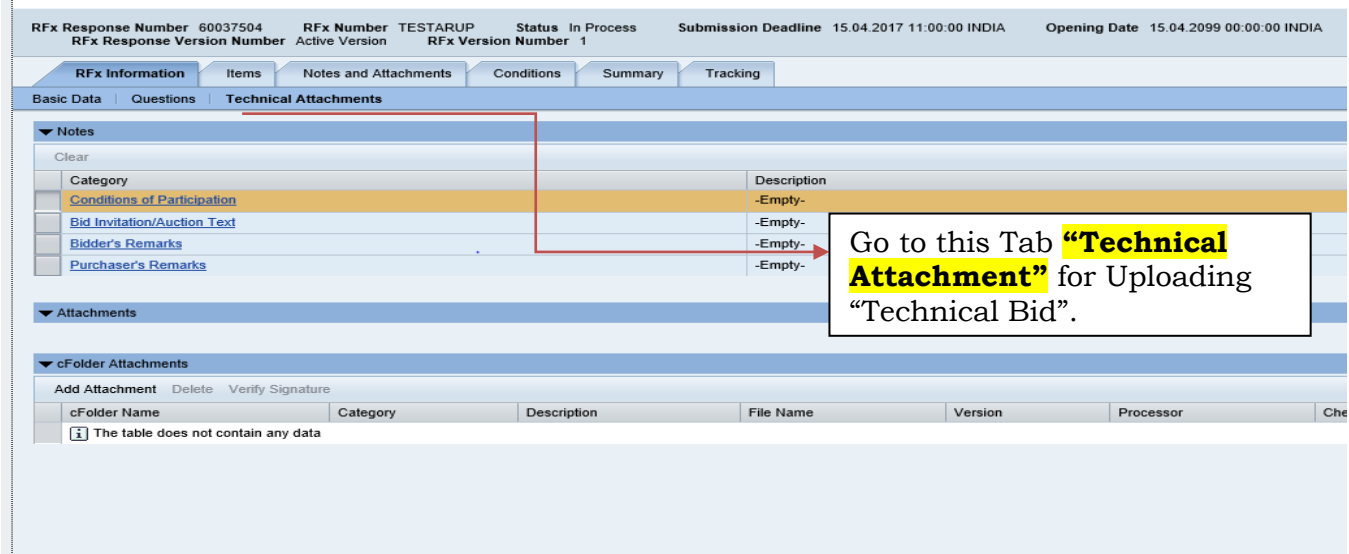 RFx Response Number 60037504 RFx Number TESTARUP Status In Process Submission Deadline 15.04.2017 11:00:00 INDIA Opening Date 15.04.2099 00:00:00 INDIA
RFx Response Version Number Active Version RFx Version Number 1
RFx Information Items Notes and Attachments Conditions Summary Tracking
Basic Data Questions Technical Attachments
Notes
Clear
Category Description
Conditions of Participation -Empty-
Bid Invitation/Auction Text -Empty-
Bidder's Remarks -Empty-
Purchaser's Remarks -Empty-
Go to this Tab “Technical
Attachment” for Uploading
“Technical Bid”.
Attachments
cFolder Attachments
Add Attachment Delete Verify Signature
cFolder Name Category Description File Name Version Processor Che
The table does not contain any data